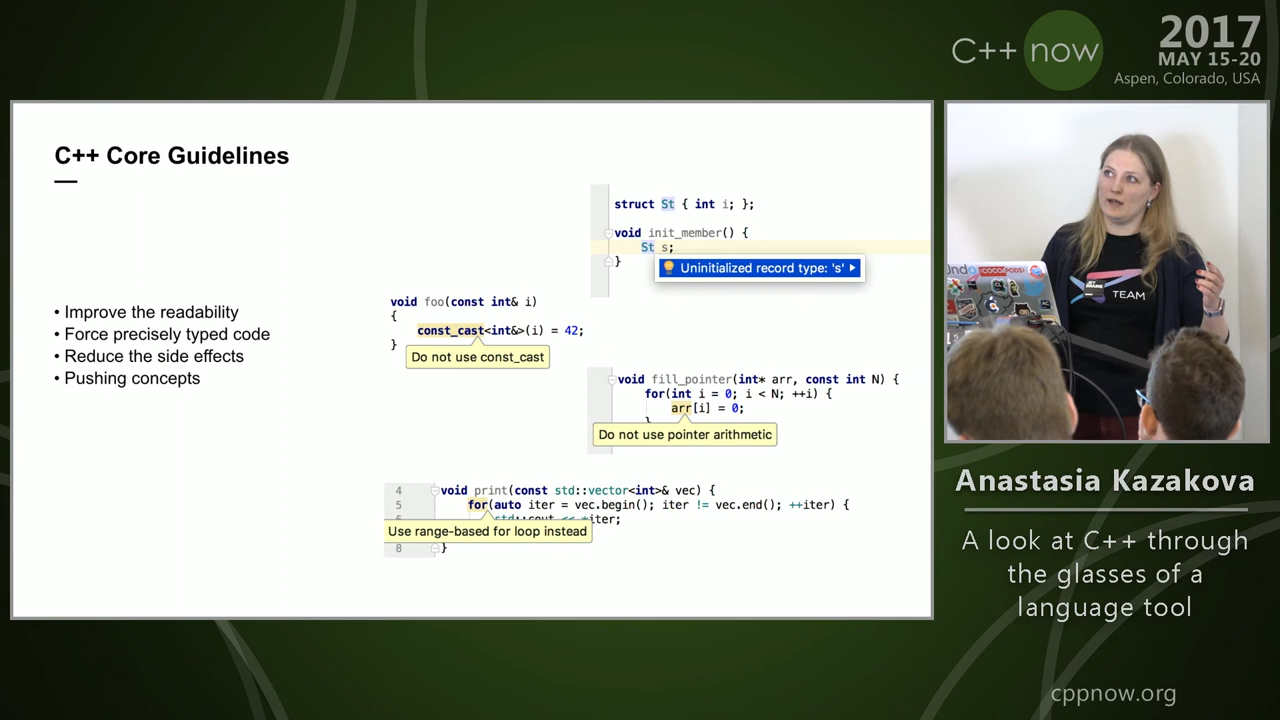 C++ now
2017
MAY 15-20
Aspen, Colorado, USA
C++ Core Guidelines
• Improve the readability
• Force precisely typed code
• Reduce the side effects
• Pushing concepts
struct St { int i; };
void init_member() {
St s;
Uninitialized record type: 's'
}
void foo(const int& i)
{
const_cast<int&>(i) = 42;
}
Do not use const_cast
void fill_pointer(int* arr, const int N) {
for(int i = 0; i < N; ++i) {
arr[i] = 0;
Do not use pointer arithmetic
4 void print(const std::vector<int>& vec) {
5 for(auto iter = vec.begin(); iter != vec.end(); ++iter) {
iter;
Use range-based for loop instead
8 }
TEAM
Anastasia Kazakova
A look at C++ through
the glasses of a
language tool
cppnow.org